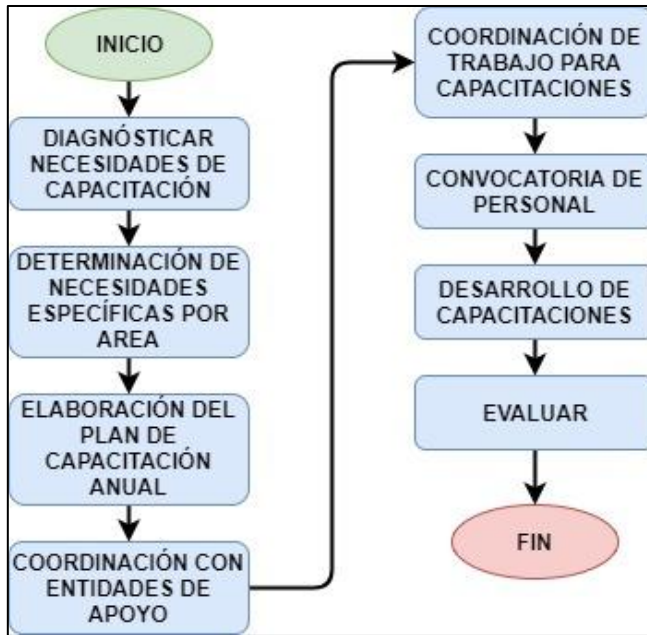 INICIO
DIAGNÓSTICAR
NECESIDADES DE
CAPACITACIÓN
DETERMINACIÓN DE
NECESIDADES
ESPECÍFICAS POR
AREA
ELABORACIÓN DEL
PLAN DE
CAPACITACIÓN
ANUAL
COORDINACIÓN CON
ENTIDADES DE
APOYO
COORDINACIÓN DE
TRABAJO PARA
CAPACITACIONES
CONVOCATORIA DE
PERSONAL
DESARROLLO DE
CAPACITACIONES
EVALUAR
FIN